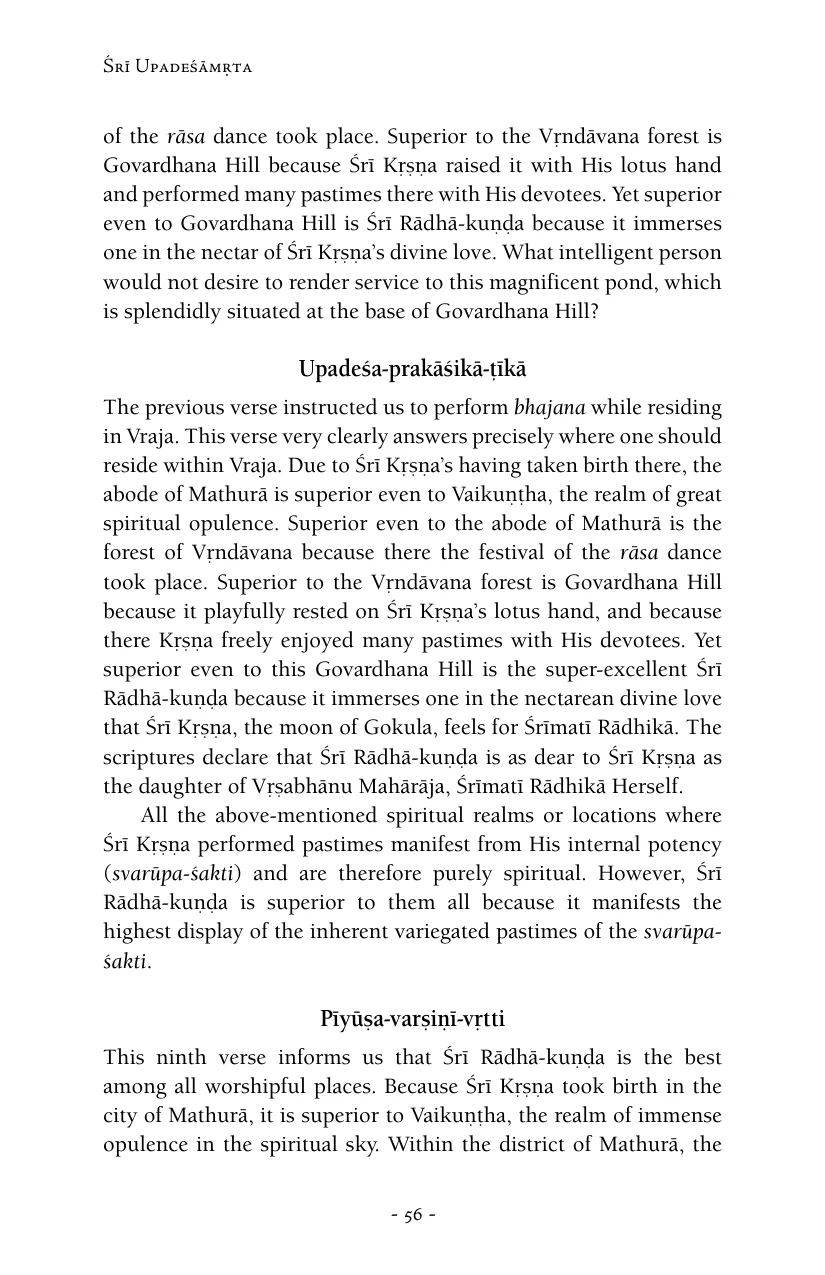 Śrī Upadeśāmṛta
of the rāsa dance took place. Superior to the Vṛndāvana forest is
Govardhana Hill because Śrī Kṛṣṇa raised it with His lotus hand
and performed many pastimes there with His devotees. Yet superior
even to Govardhana Hill is Śrī Rādhā-kuṇḍa because it immerses
one in the nectar of Śrī Kṛṣṇa’s divine love. What intelligent person
would not desire to render service to this magnificent pond, which
is splendidly situated at the base of Govardhana Hill?
Upadeśa-prakāśikā-ṭīkā
The previous verse instructed us to perform bhajana while residing
in Vraja. This verse very clearly answers precisely where one should
reside within Vraja. Due to Śrī Kṛṣṇa’s having taken birth there, the
abode of Mathurā is superior even to Vaikuṇṭha, the realm of great
spiritual opulence. Superior even to the abode of Mathurā is the
forest of Vṛndāvana because there the festival of the rāsa dance
took place. Superior to the Vṛndāvana forest is Govardhana Hill
because it playfully rested on Śrī Kṛṣṇa’s lotus hand, and because
there Kṛṣṇa freely enjoyed many pastimes with His devotees. Yet
superior even to this Govardhana Hill is the super-excellent Śrī
Rādhā-kuṇḍa because it immerses one in the nectarean divine love
that Śrī Kṛṣṇa, the moon of Gokula, feels for Śrīmatī Rādhikā. The
scriptures declare that Śrī Rādhā-kuṇḍa is as dear to Śrī Kṛṣṇa as
the daughter of Vṛṣabhānu Mahārāja, Śrīmatī Rādhikā Herself.
All the above-mentioned spiritual realms or locations where
Śrī Kṛṣṇa performed pastimes manifest from His internal potency
(svarūpa-śakti) and are therefore purely spiritual. However, Śrī
Rādhā-kuṇḍa is superior to them all because it manifests the
highest display of the inherent variegated pastimes of the svarūpa-
śakti.
Pīyūṣa-varṣiṇī-vṛtti
This ninth verse informs us that Śrī Rādhā-kuṇḍa is the best
among all worshipful places. Because Śrī Kṛṣṇa took birth in the
city of Mathurā, it is superior to Vaikuṇṭha, the realm of immense
opulence in the spiritual sky. Within the district of Mathurā, the
- 56 -